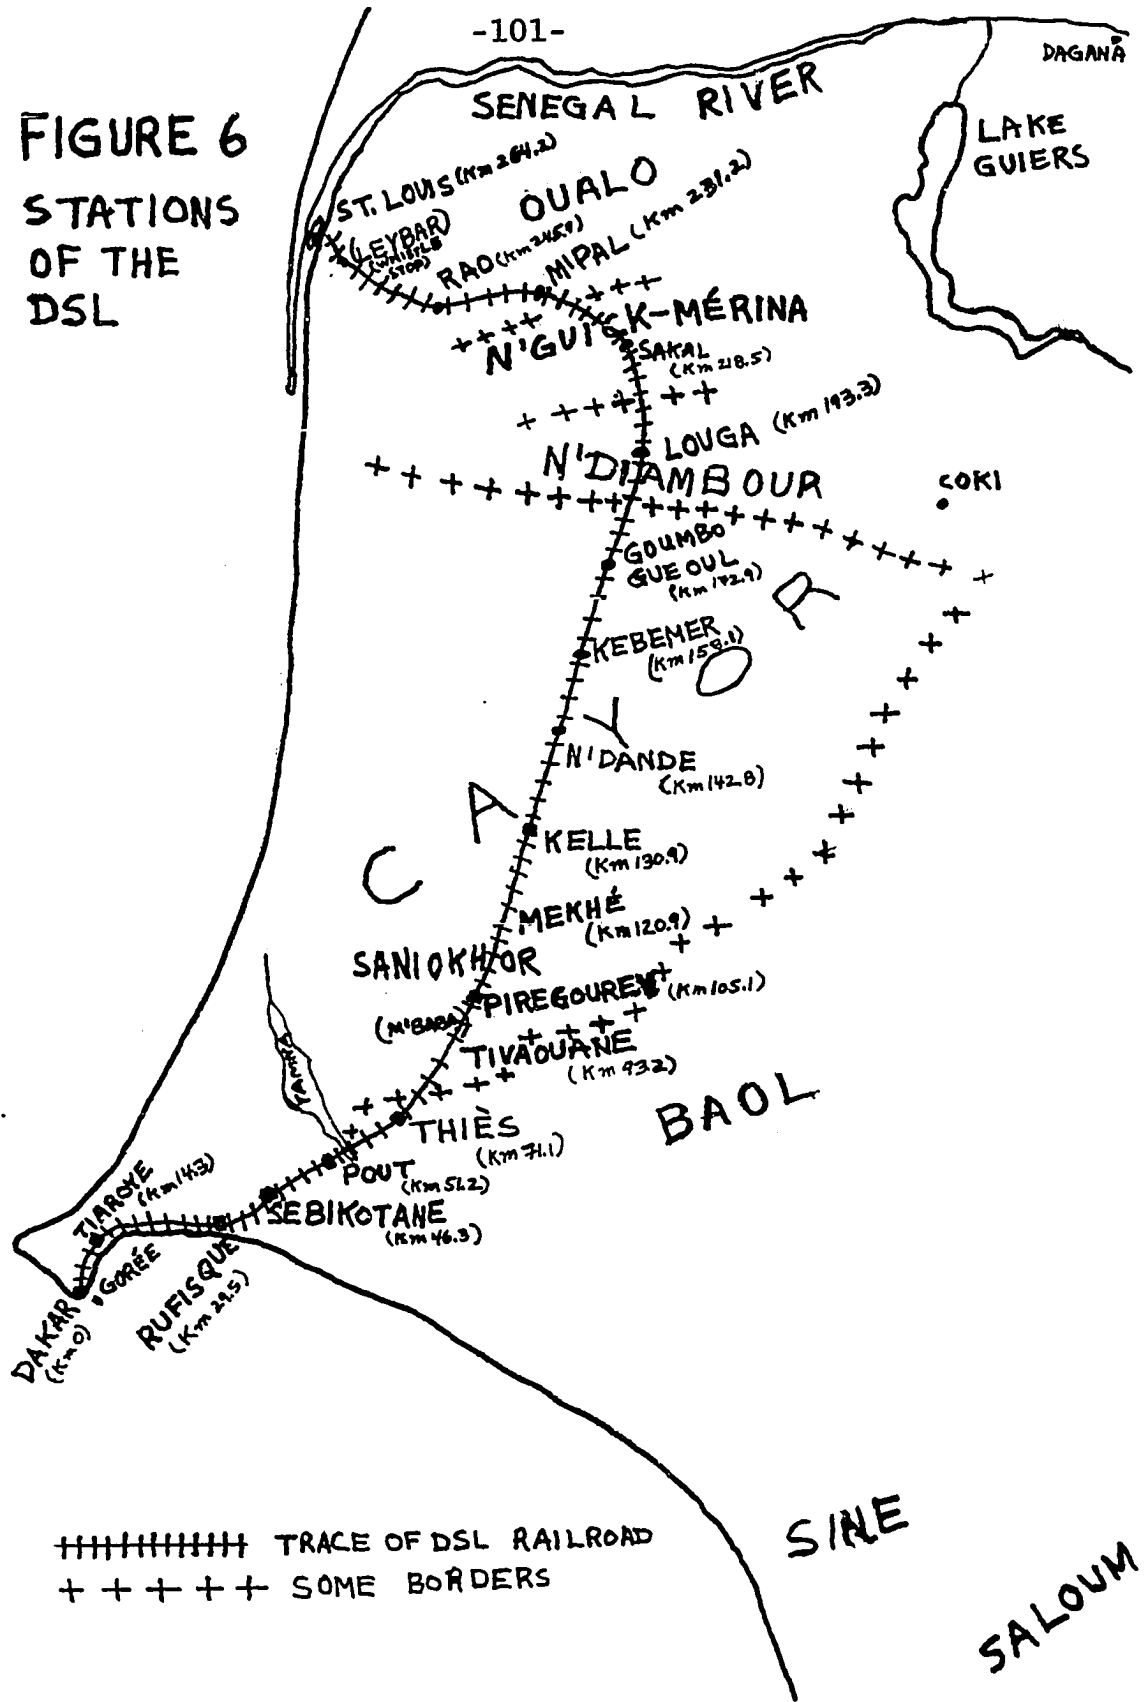 -101-
DAGANA
SENEGAL RIVER
FIGURE 6
STATIONS
OF THE
DSL
LAKE
GUIERS
ST. LOUIS (Km 264.2)
OUALO
(LEYBAR)
(WHISTLE
STOP)
RAO (Km 245.9)
MIPAL (Km 231.2)
N'GUICK-MÉRINA
SAKAL
(Km 218.5)
LOUGA (Km 193.3)
N'DIAMBOUR
COKI
GOUMBO
GUEOUL
(Km 172.9)
KEBEMER
(Km 158.1)
N'DANDE
(Km 142.8)
CAYOR
KELLE
(Km 130.9)
MEKHÉ
(Km 120.9)
SANIOKHOR
PIREGOUREY (Km 105.1)
(M'BABA)
TIVAOUANE
(Km 93.2)
TAMNA
BAOL
THIÈS
(Km 71.1)
POUT
(Km 51.2)
SEBIKOTANE
(Km 46.3)
TIAROYE
(Km 14.3)
GORÉE
RUFISQUE
(Km 29.5)
DAKAR
(Km 0)
SINE
SALOUM
TRACE OF DSL RAILROAD
SOME BORDERS